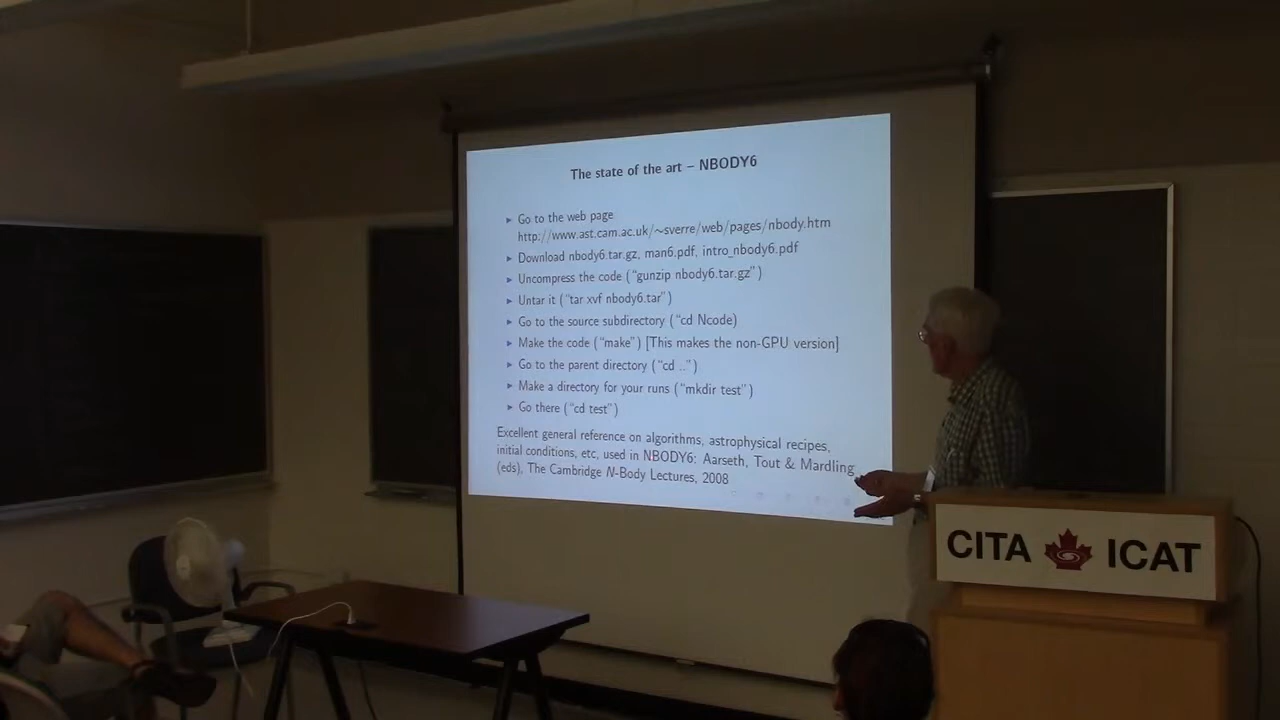 The state of the art – NBODY6
► Go to the web page
http://www.ast.cam.ac.uk/~sverre/web/pages/nbody.htm
► Download nbody6.tar.gz, man6.pdf, intro_nbody6.pdf
► Uncompress the code (“gunzip nbody6.tar.gz”)
► Untar it (“tar xvf nbody6.tar”)
► Go to the source subdirectory (“cd Ncode)
► Make the code (“make”) [This makes the non-GPU version]
► Go to the parent directory (“cd ..”)
► Make a directory for your runs (“mkdir test”)
► Go there (“cd test”)
Excellent general reference on algorithms, astrophysical recipes,
initial conditions, etc, used in NBODY6: Aarseth, Tout & Mardling
(eds), The Cambridge N-Body Lectures, 2008
CITA ICAT